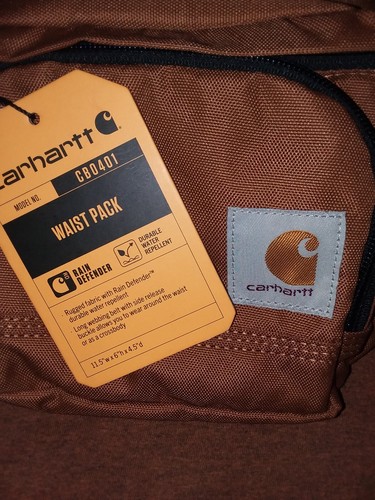 carhartt
MODEL NO.
CB0401
WAIST PACK
RAIN
DEFENDER
DURABLE
WATER
REPELLENT
Rugged fabric with Rain Defender™
durable water repellent
- Long webbing belt with side release
buckle allows you to wear around the waist
or as a crossbody
11.5"w x 6"h x 4.5"d
carhartt